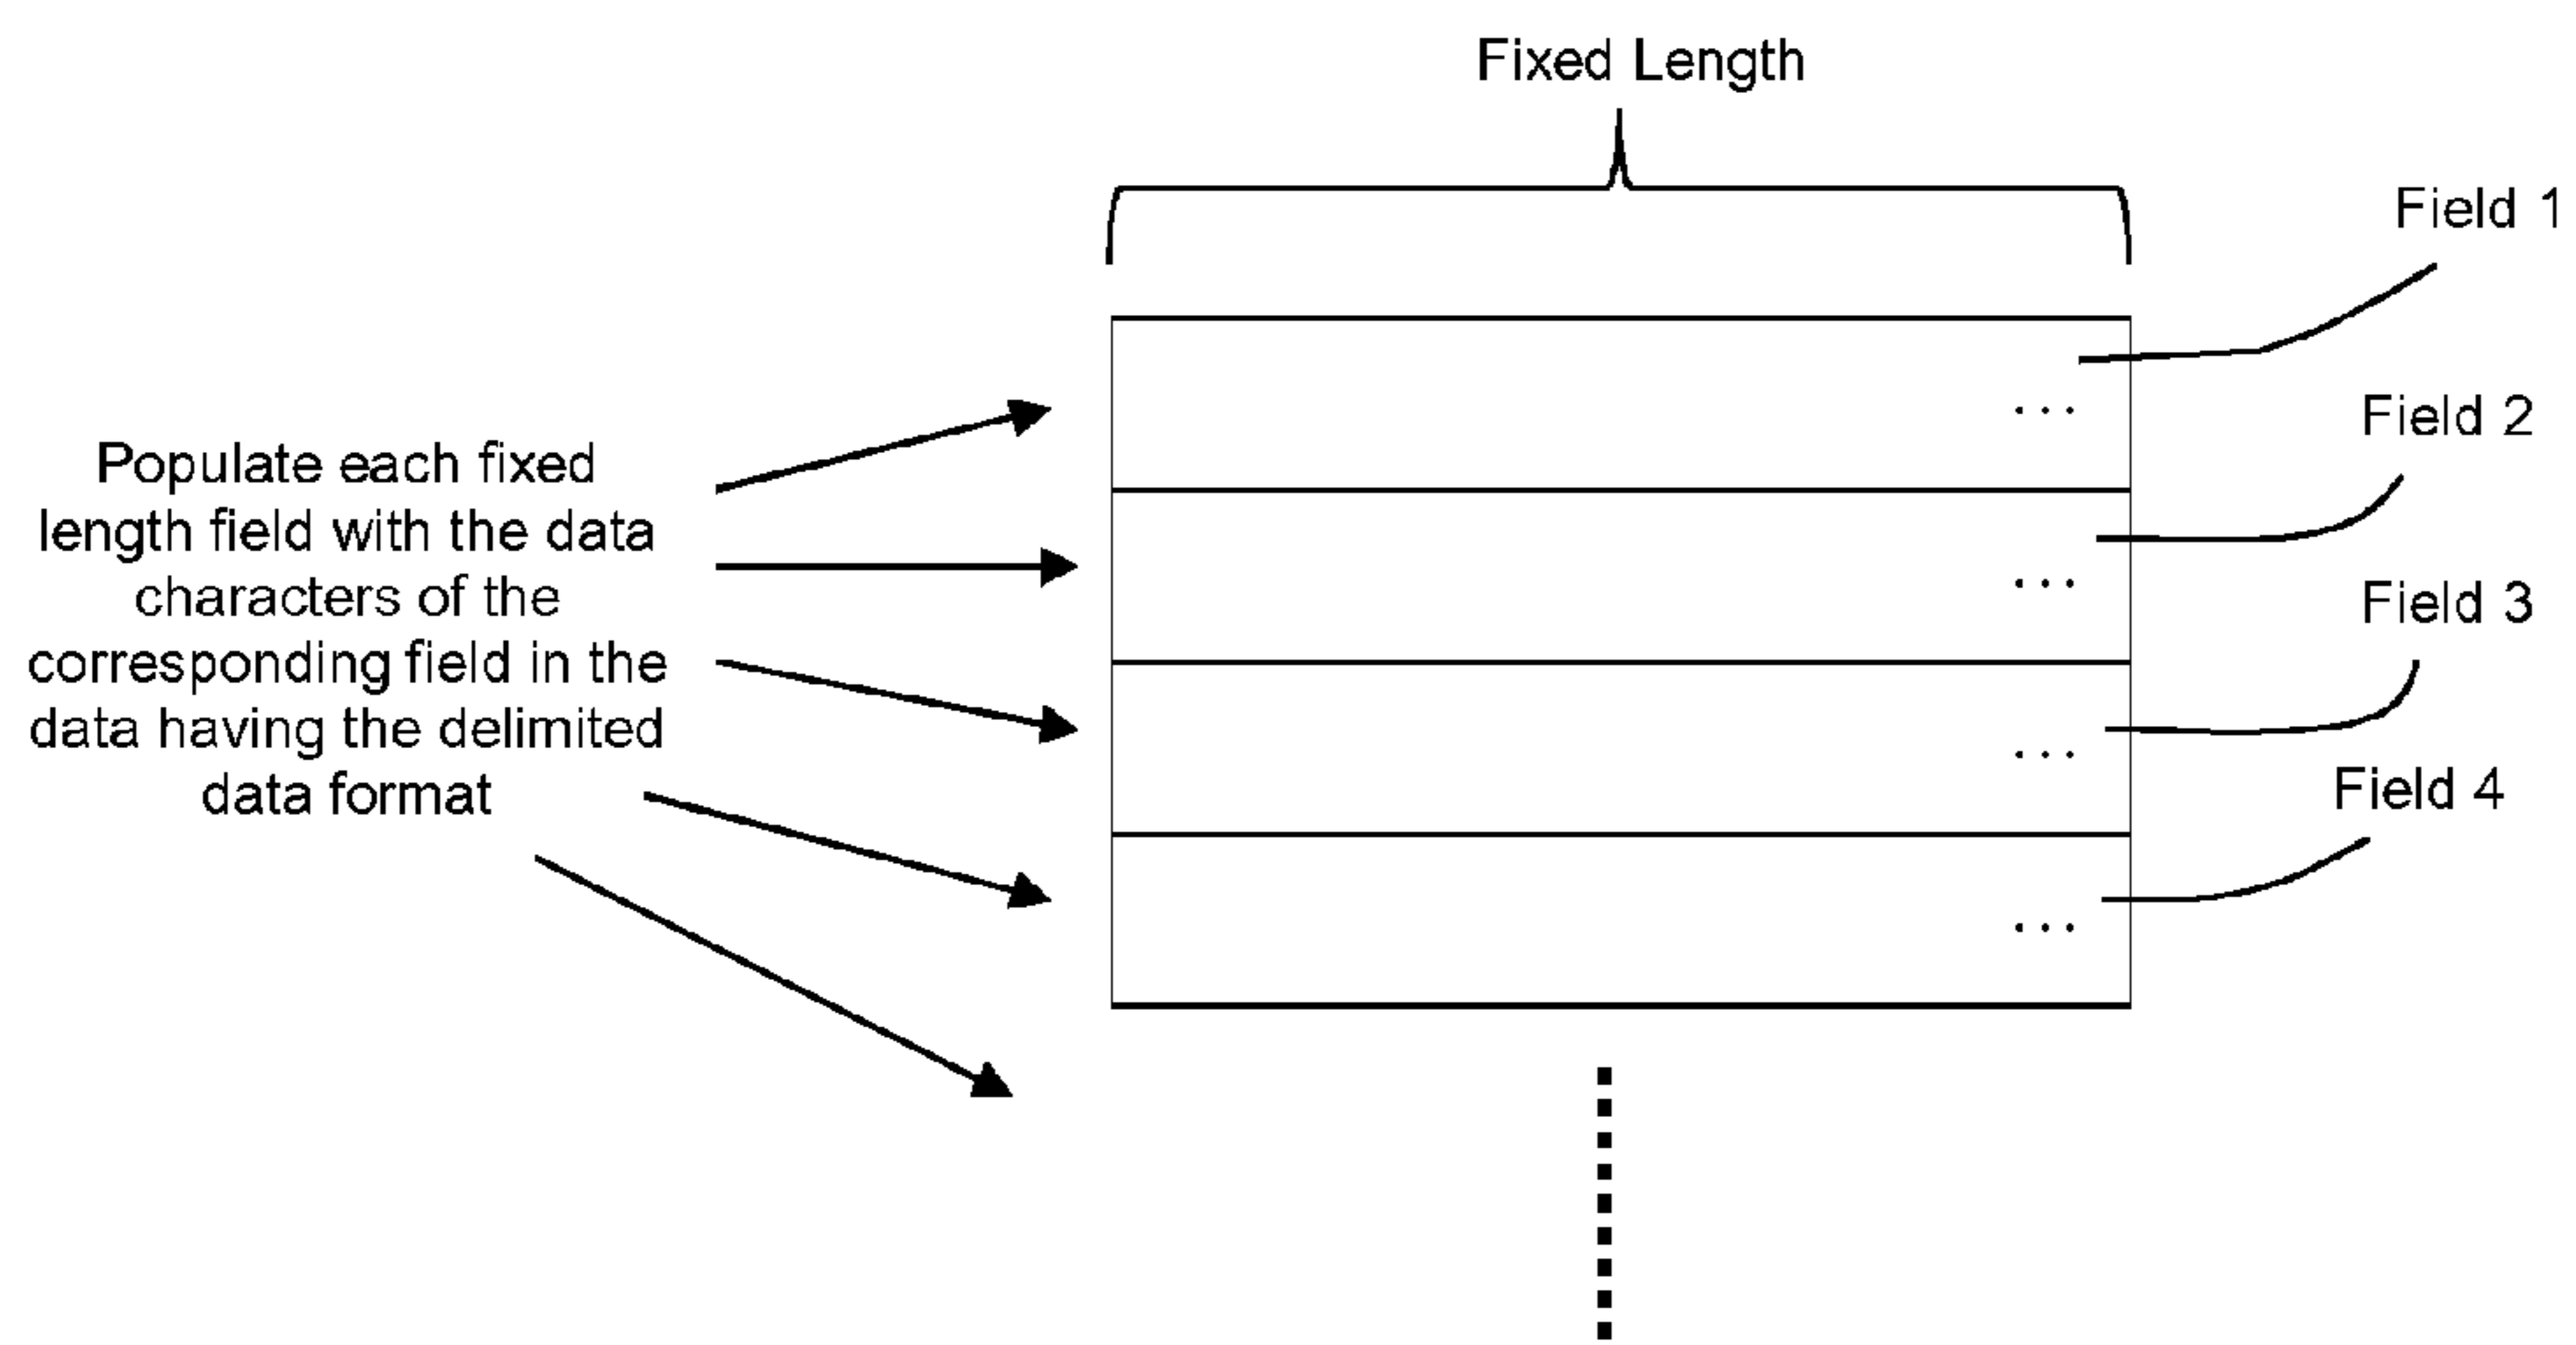 Fixed Length
Field 1
Field 2
Populate each fixed
length field with the data
characters of the
corresponding field in the
data having the delimited
data format
Field 3
Field 4
...
...
...
...